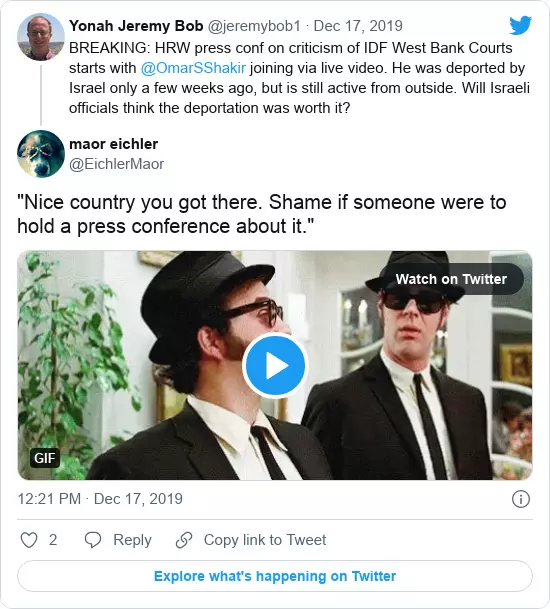 Yonah Jeremy Bob @jeremybob1 · Dec 17, 2019
BREAKING: HRW press conf on criticism of IDF West Bank Courts
starts with @OmarSShakir joining via live video. He was deported by
Israel only a few weeks ago, but is still active from outside. Will Israeli
officials think the deportation was worth it?
maor eichler
@EichlerMaor
"Nice country you got there. Shame if someone were to
hold a press conference about it."
Watch on Twitter
GIF
12:21 PM · Dec 17, 2019
2 Reply Copy link to Tweet
Explore what's happening on Twitter